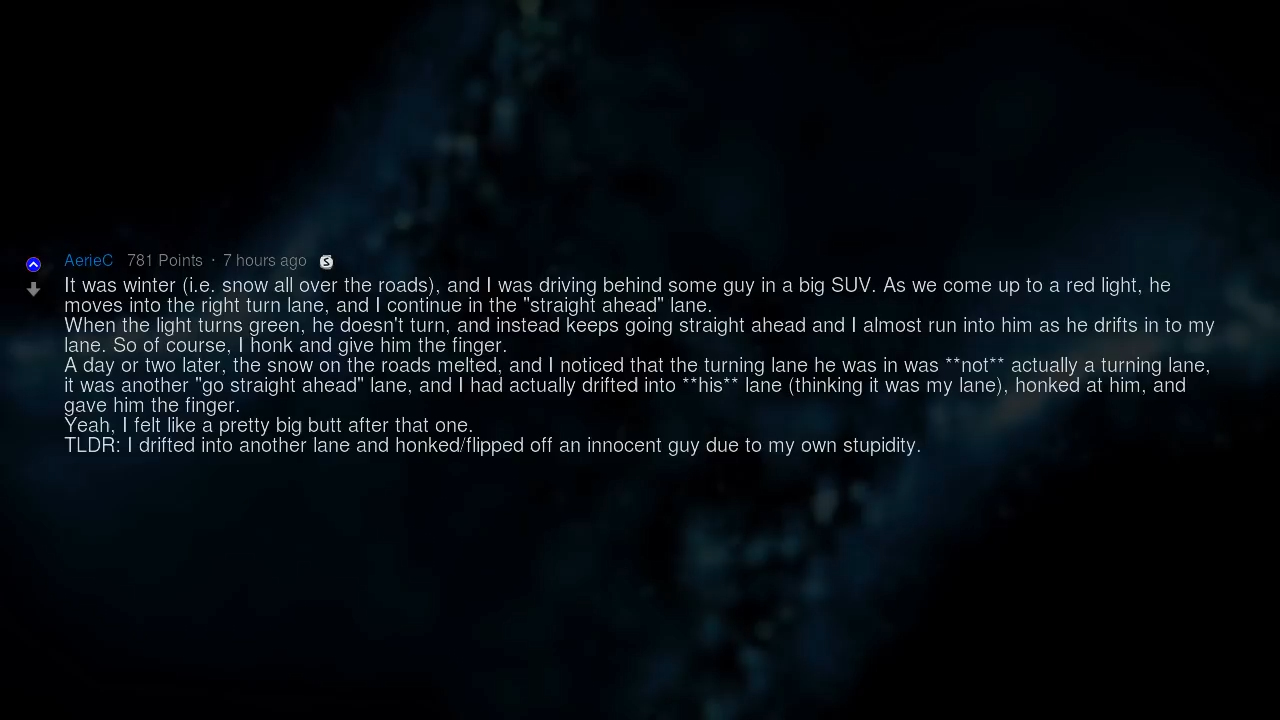 AerieC 781 Points · 7 hours ago S
It was winter (i.e. snow all over the roads), and I was driving behind some guy in a big SUV. As we come up to a red light, he
moves into the right turn lane, and I continue in the "straight ahead" lane.
When the light turns green, he doesn't turn, and instead keeps going straight ahead and I almost run into him as he drifts in to my
lane. So of course, I honk and give him the finger.
A day or two later, the snow on the roads melted, and I noticed that the turning lane he was in was **not** actually a turning lane,
it was another "go straight ahead" lane, and I had actually drifted into **his** lane (thinking it was my lane), honked at him, and
gave him the finger.
Yeah, I felt like a pretty big butt after that one.
TLDR: I drifted into another lane and honked/flipped off an innocent guy due to my own stupidity.